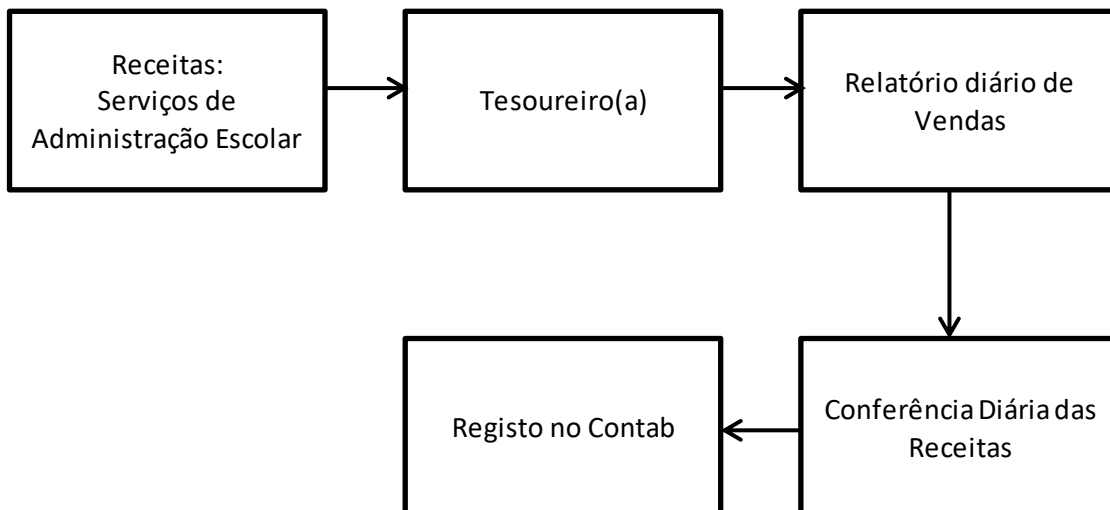 Receitas:
Serviços de
Administração Escolar
Tesoureiro(a)
Relatório diário de
Vendas
Conferência Diária das
Receitas
Registo no Contab